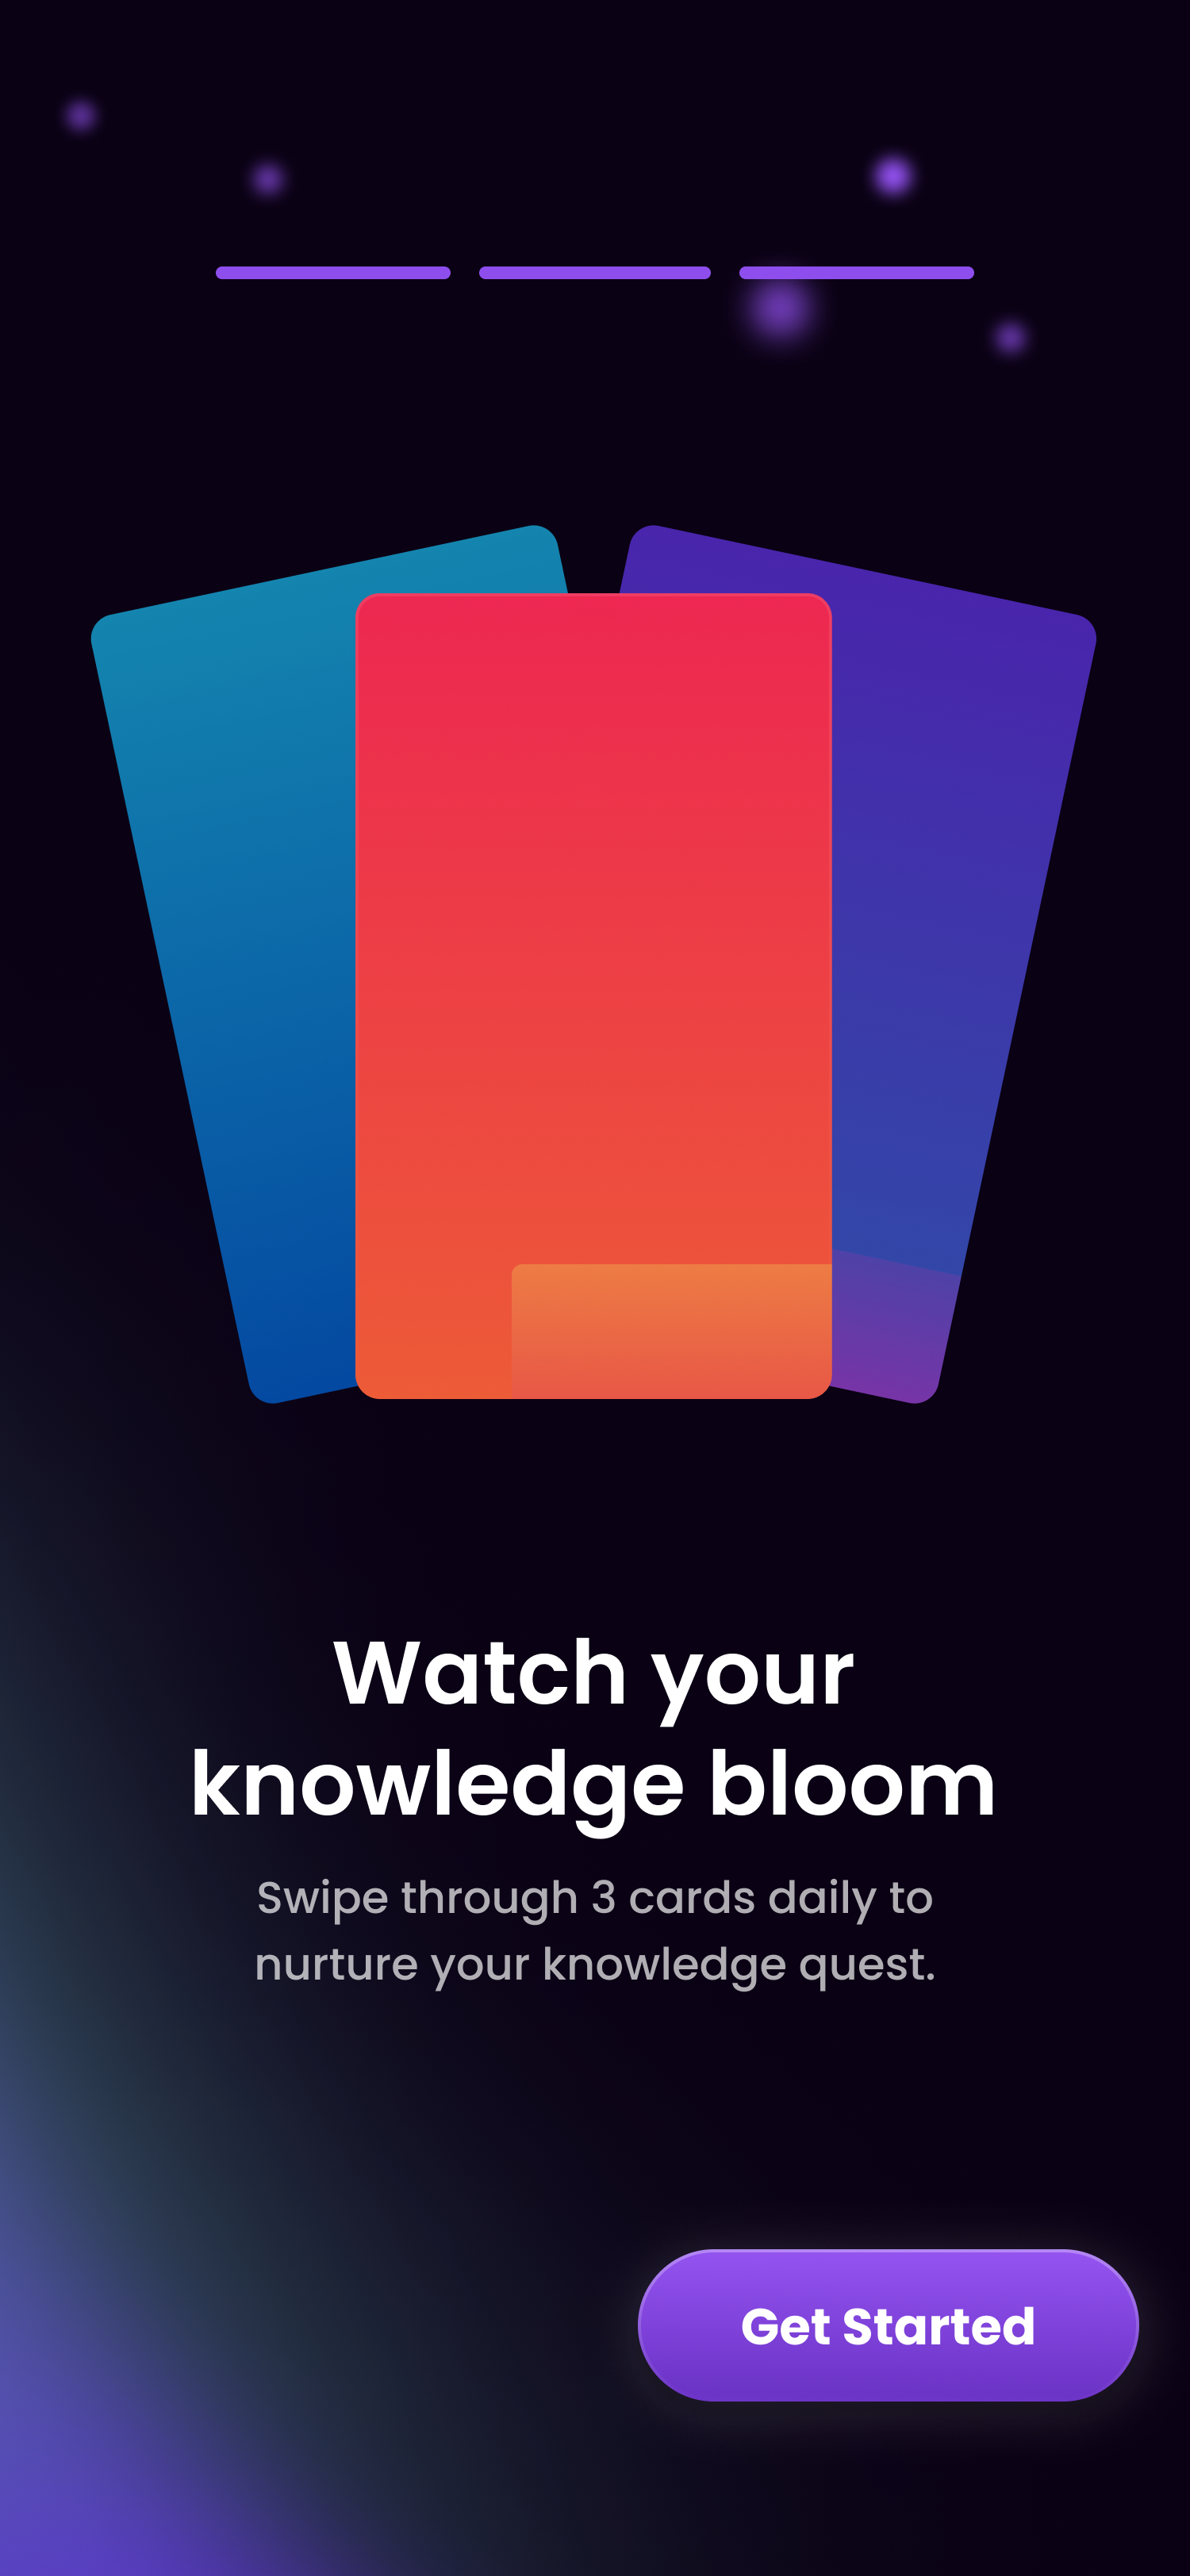 Watch your
knowledge bloom
Swipe through 3 cards daily to
nurture your knowledge quest.
Get Started